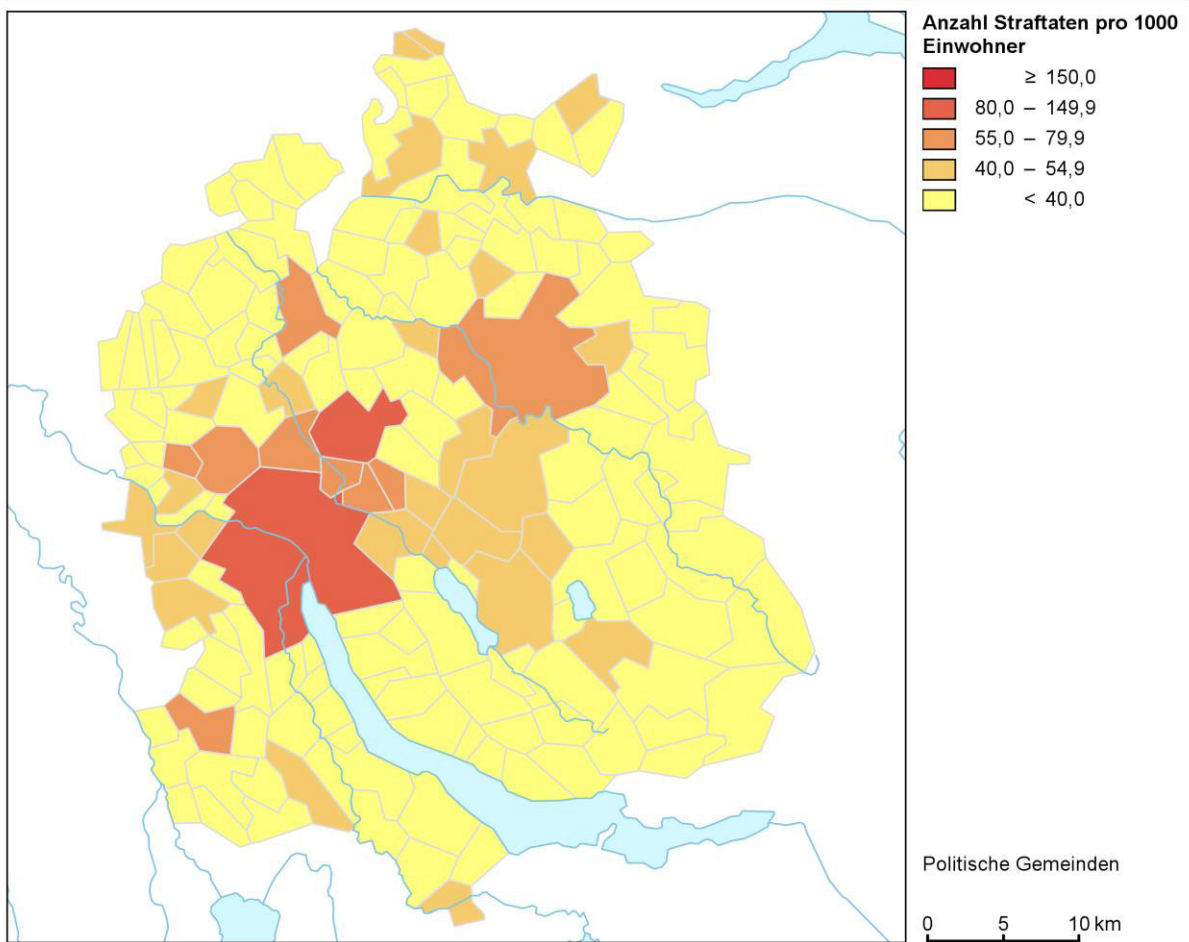 Anzahl Straftaten pro 1000
Einwohner
≥ 150,0
80,0 – 149,9
55,0 – 79,9
40,0 – 54,9
< 40,0
Politische Gemeinden
0 5 10 km